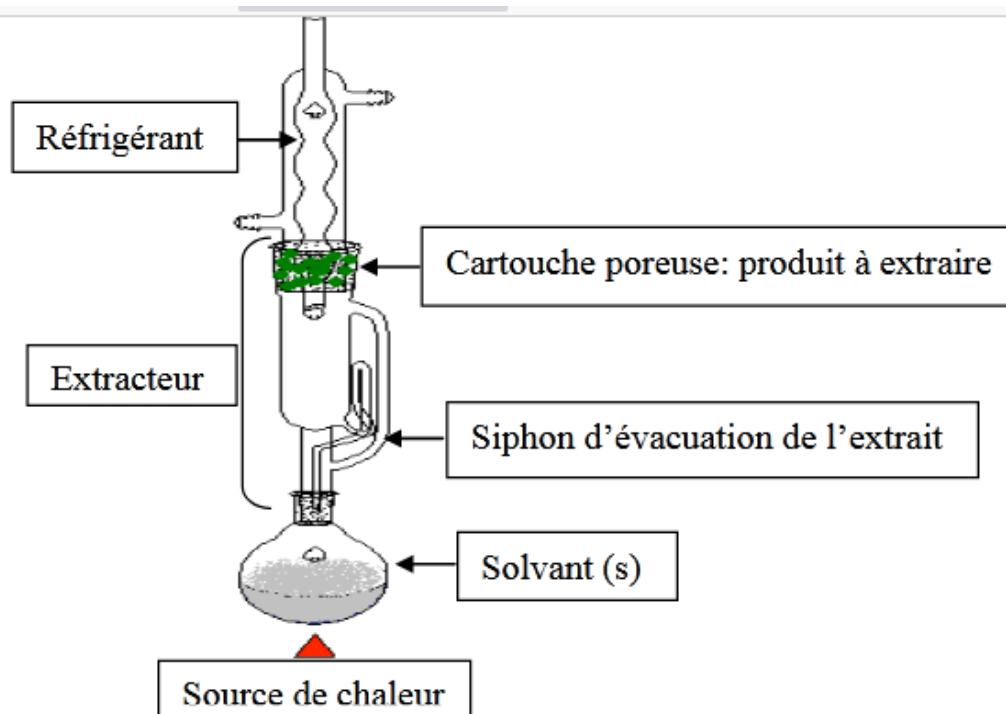 Réfrigérant
Cartouche poreuse: produit à extraire
Extracteur
Siphon d’évacuation de l’extrait
Solvant (s)
Source de chaleur